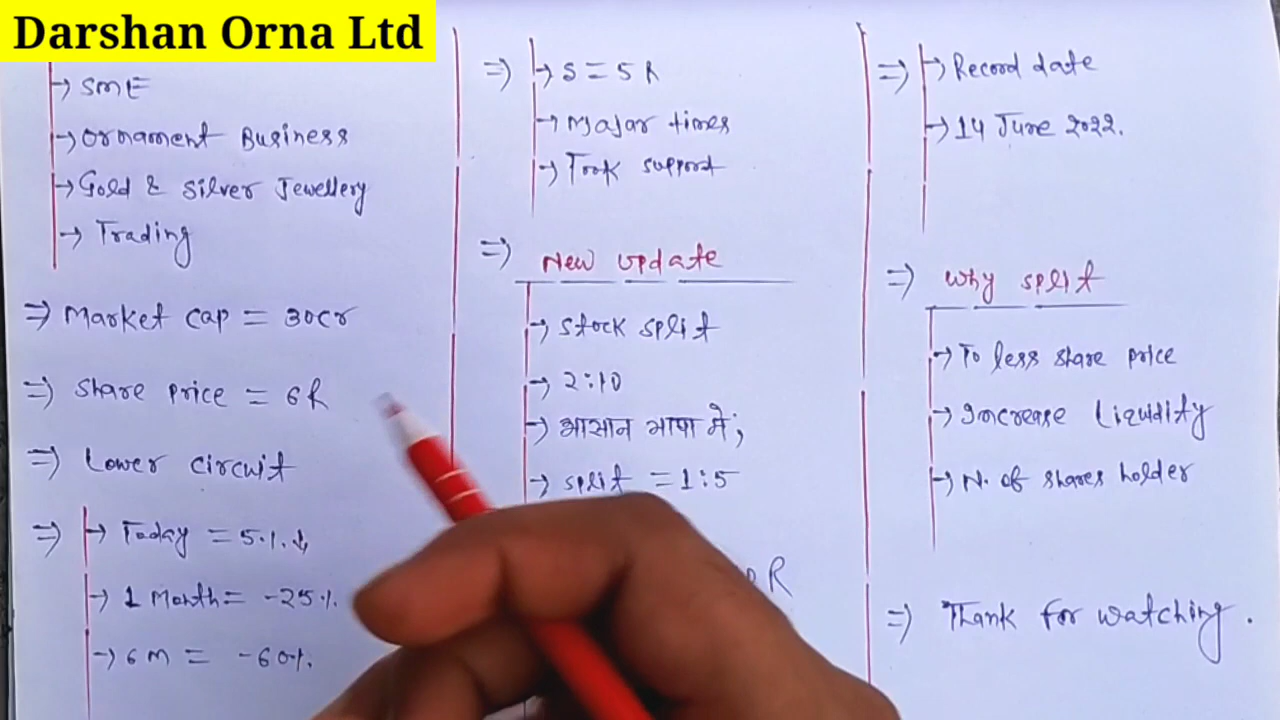 Darshan Orna Ltd
→ SME
→ Ornament Business
→ Gold & Silver Jewellery
→ Trading
⇒ Market cap = 30cr
⇒ Share price = 6R
⇒ Lower circuit
⇒ → Today = 5% ↓
→ 1 Month = -25%
→ 6M = -60%
⇒ → S = 5R
→ Majar times
→ Took support
⇒ New update
→ Stock split
→ 2:10
→ आसान भाषा मे;
→ split = 1:5
R
⇒ → Record date
→ 14 June 2022.
⇒ Why split
→ To less share price
→ Increase Liquidity
→ N. of shares holder
⇒ Thank for watching.